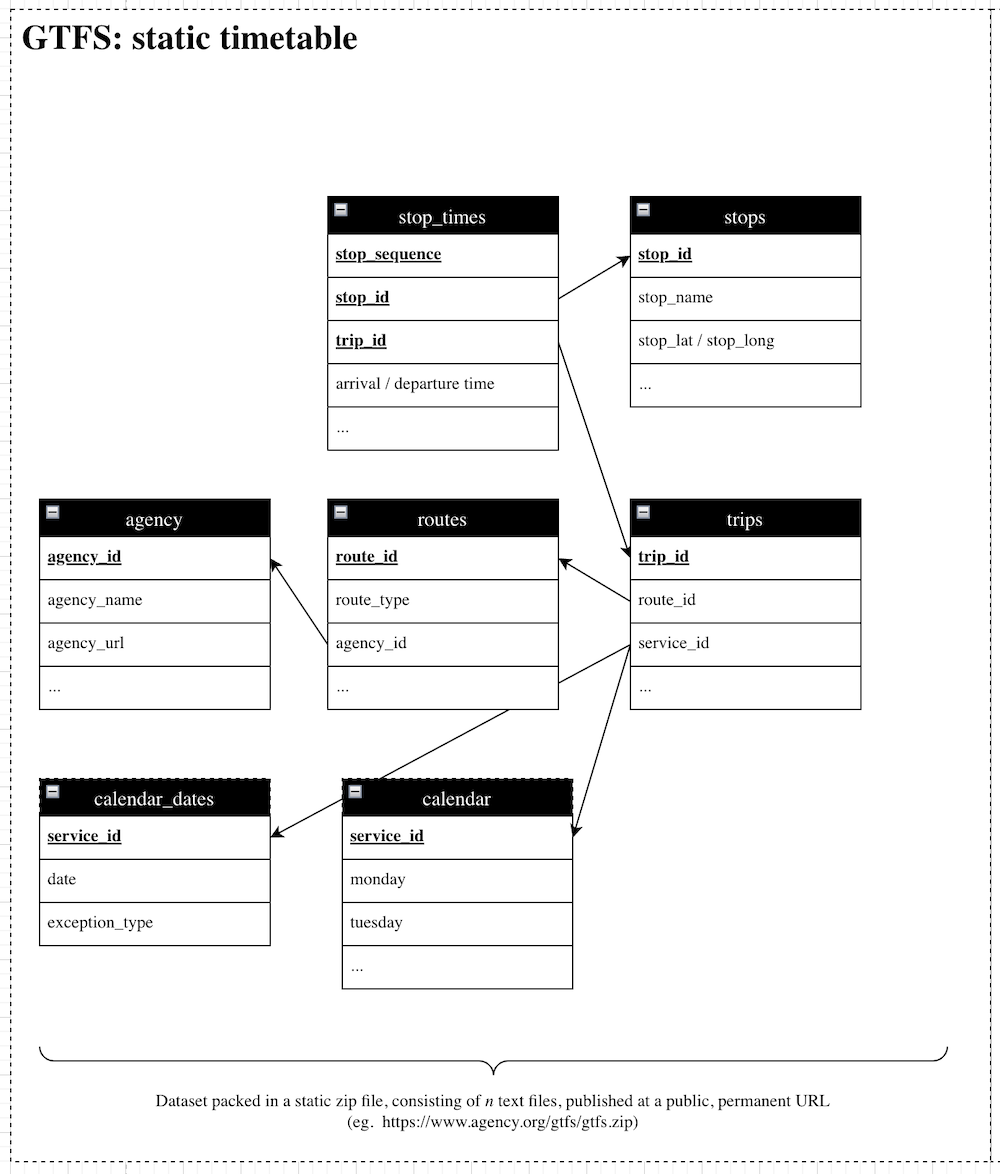 GTFS: static timetable
stop_times
stop_sequence
stop_id
trip_id
arrival / departure time
...
stops
stop_id
stop_name
stop_lat / stop_long
...
agency
agency_id
agency_name
agency_url
...
routes
route_id
route_type
agency_id
...
trips
trip_id
route_id
service_id
...
calendar_dates
service_id
date
exception_type
calendar
service_id
monday
tuesday
...
Dataset packed in a static zip file, consisting of n text files, published at a public, permanent URL
(eg. https://www.agency.org/gtfs/gtfs.zip)